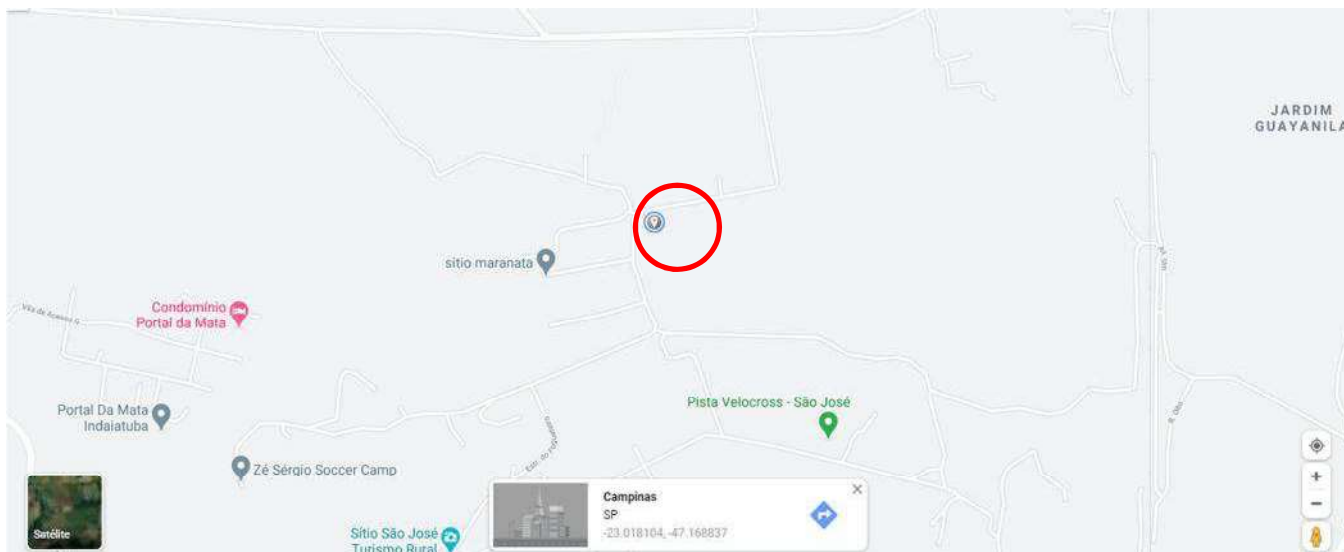 JARDIM
GUAYANILA
sítio maranata
Condomínio
Portal da Mata
Portal Da Mata
Indaiatuba
Pista Velocross - São José
Zé Sérgio Soccer Camp
Campinas
SP
-23.018104, -47.168837
Satélite
Sítio São José
Turismo Rural